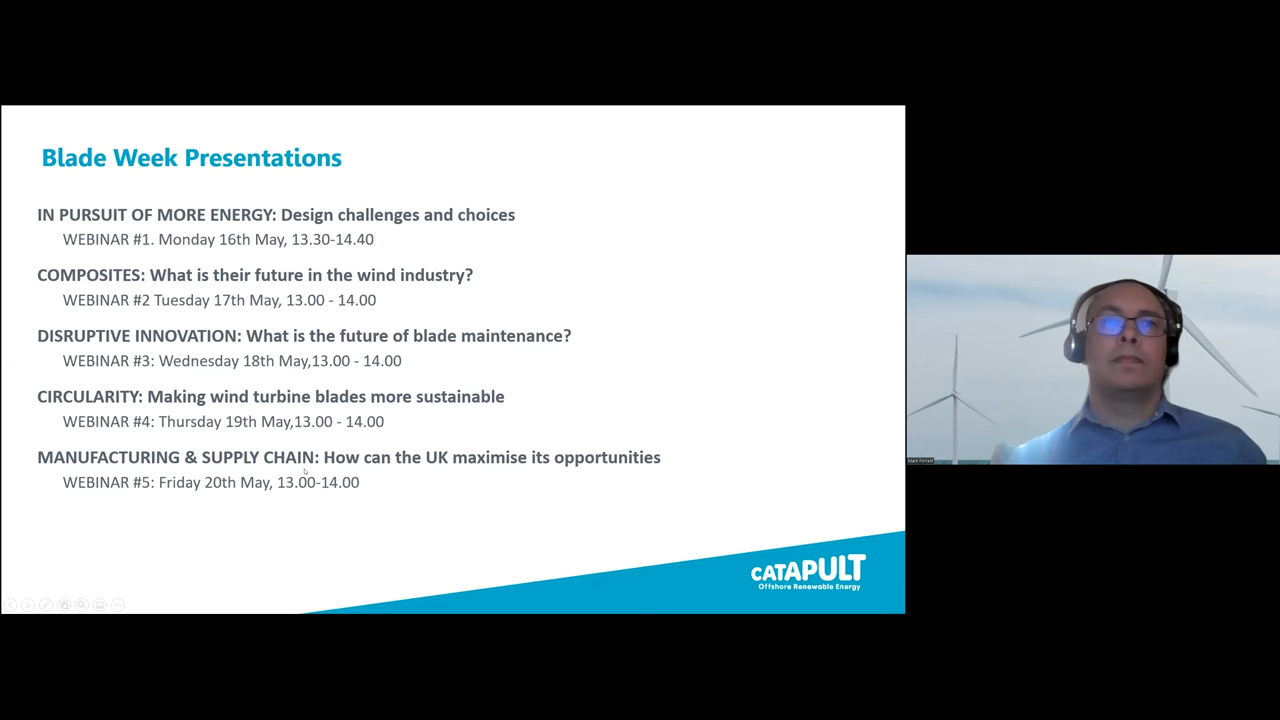 Blade Week Presentations
IN PURSUIT OF MORE ENERGY: Design challenges and choices
WEBINAR #1. Monday 16th May, 13.30-14.40
COMPOSITES: What is their future in the wind industry?
WEBINAR #2 Tuesday 17th May, 13.00 - 14.00
DISRUPTIVE INNOVATION: What is the future of blade maintenance?
WEBINAR #3: Wednesday 18th May,13.00 - 14.00
CIRCULARITY: Making wind turbine blades more sustainable
WEBINAR #4: Thursday 19th May,13.00 - 14.00
MANUFACTURING & SUPPLY CHAIN: How can the UK maximise its opportunities
WEBINAR #5: Friday 20th May, 13.00-14.00
CATAPULT
Offshore Renewable Energy
Mark Forrest